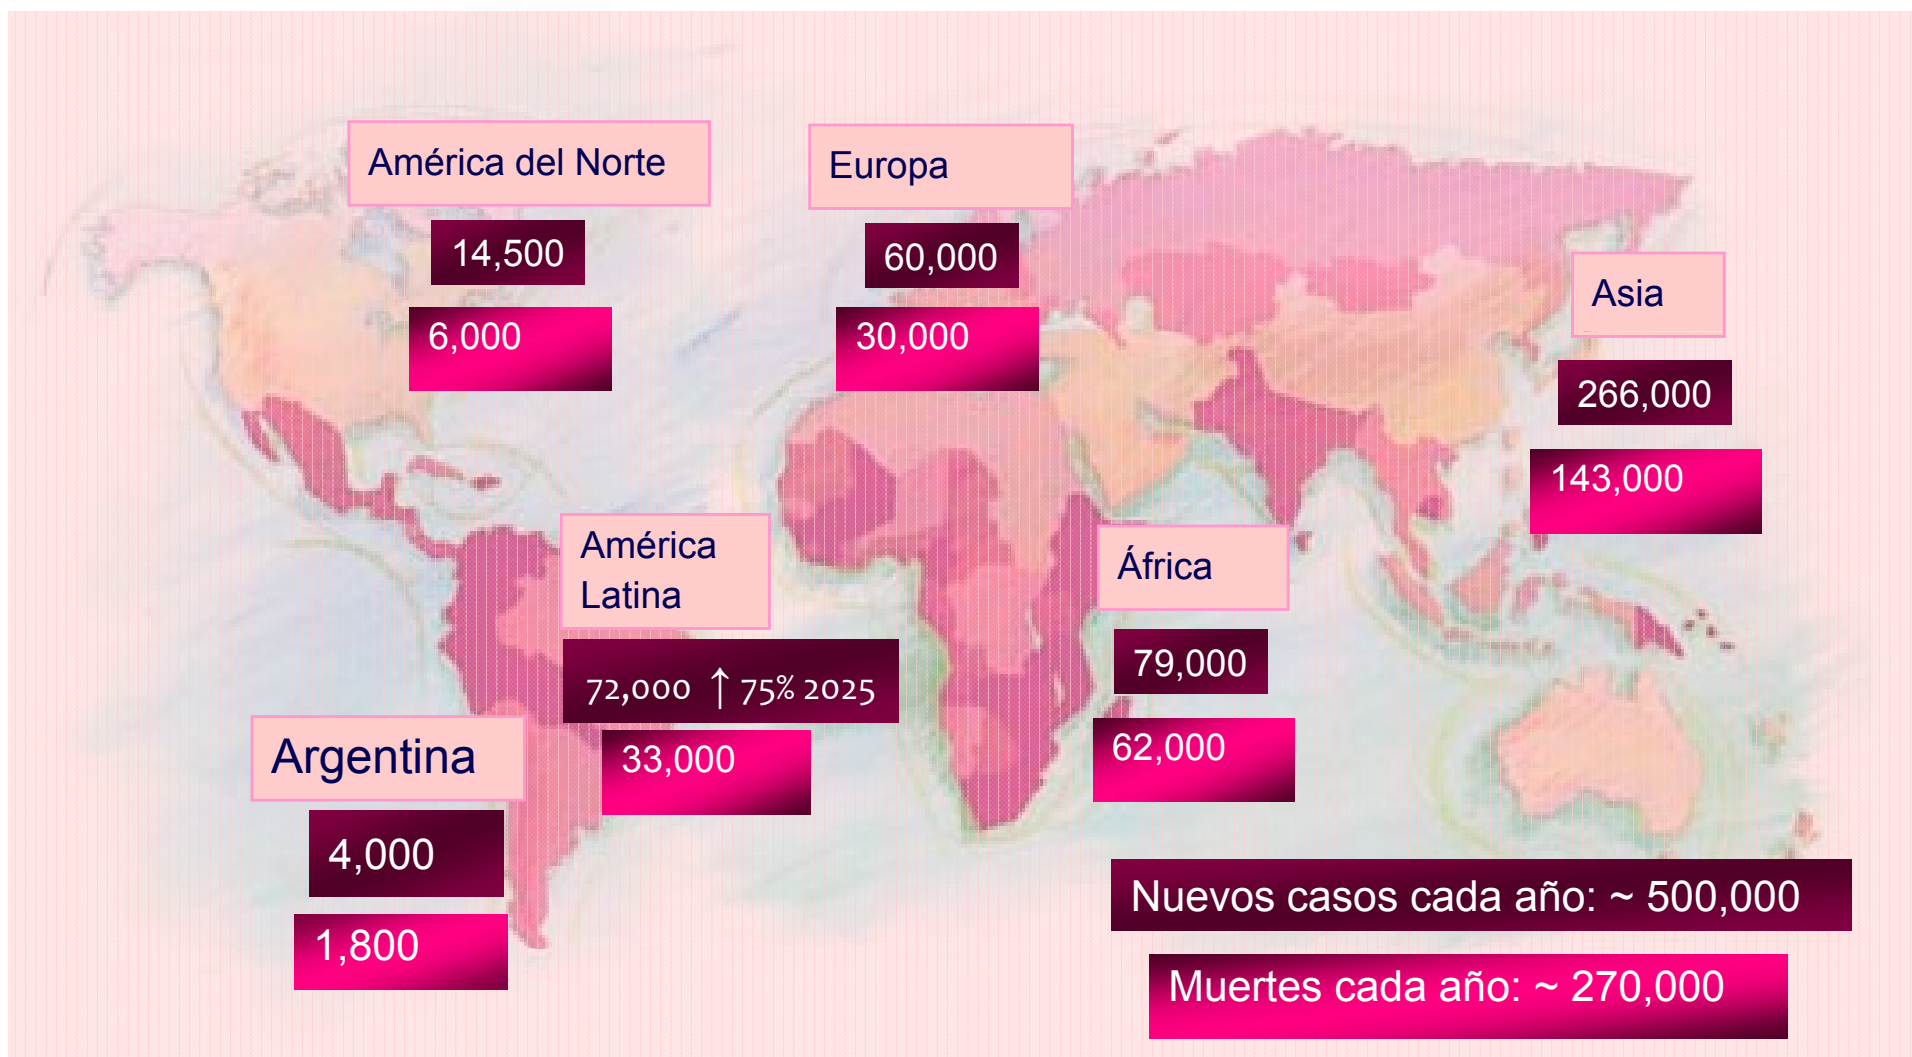 América del Norte
14,500
6,000
Europa
60,000
30,000
Asia
266,000
143,000
América
Latina
72,000 ↑ 75% 2025
33,000
África
79,000
62,000
Argentina
4,000
1,800
Nuevos casos cada año: ~ 500,000
Muertes cada año: ~ 270,000